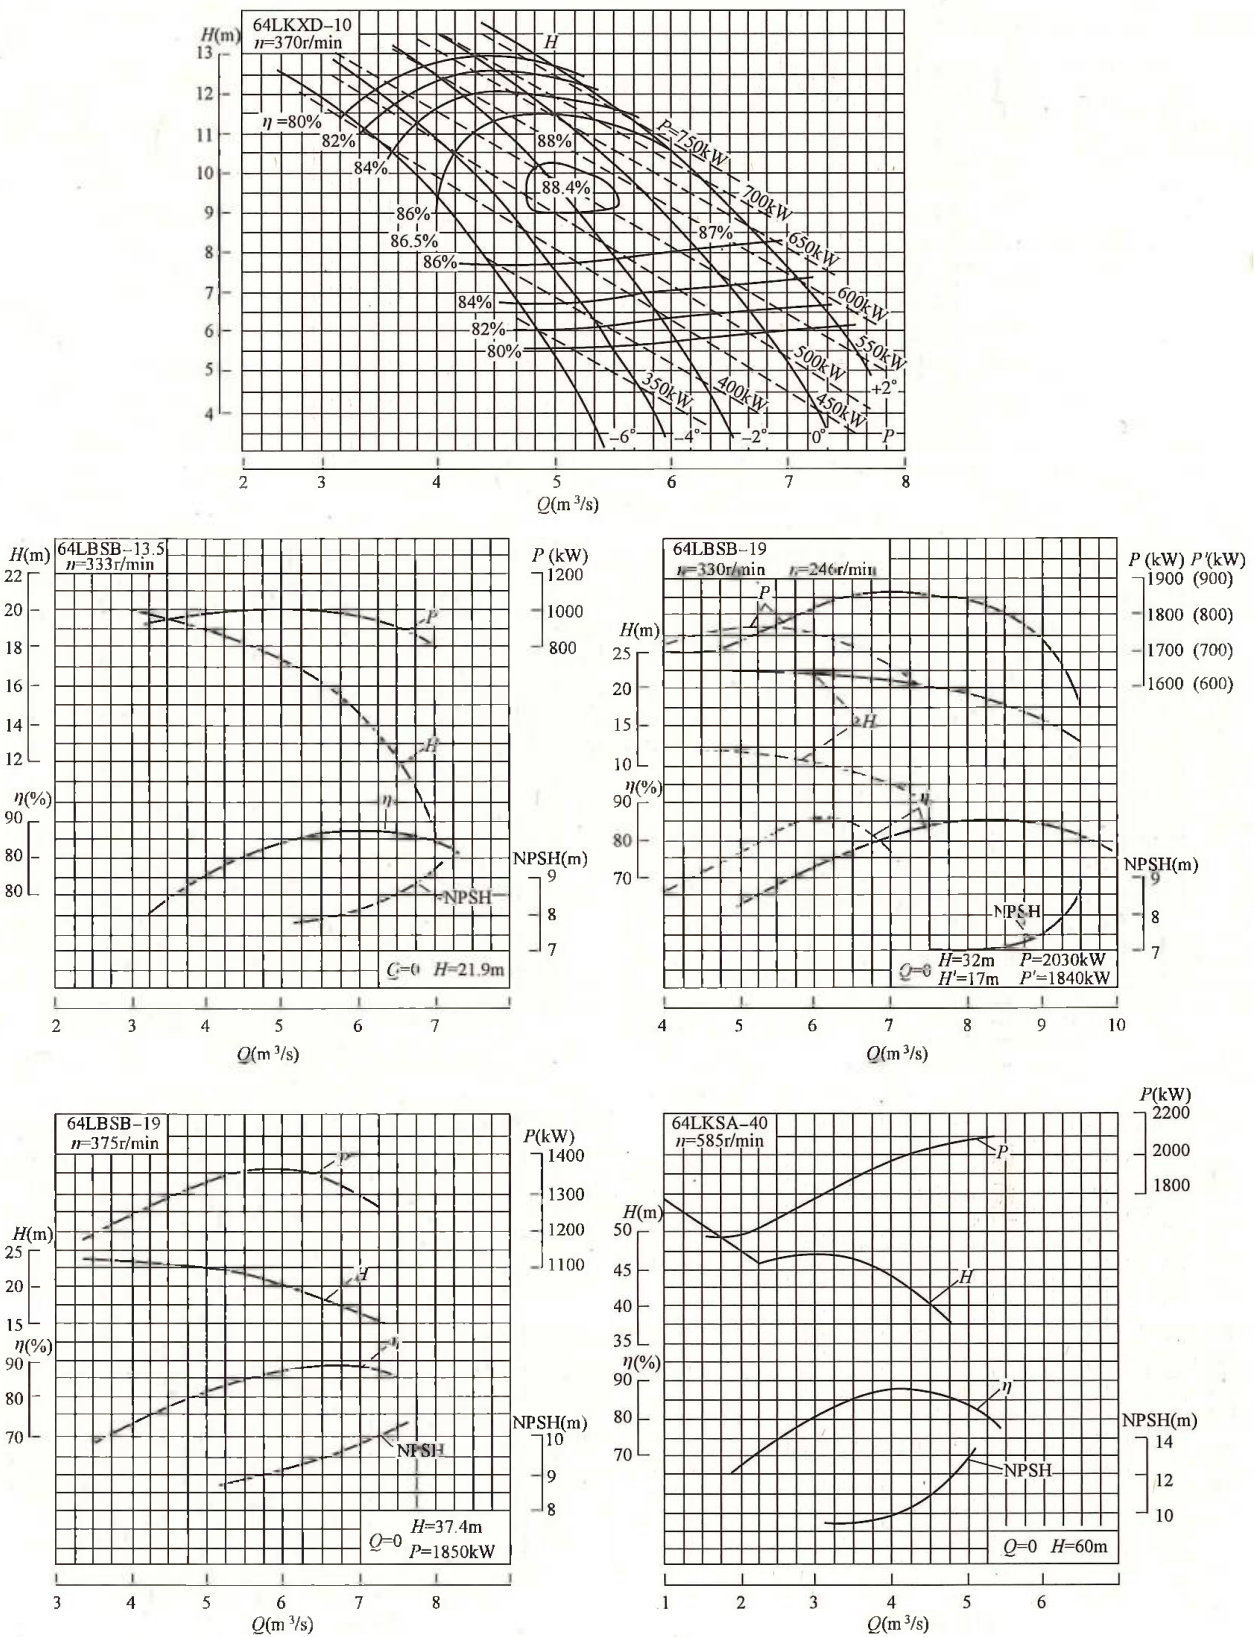 64LKXD-10
n=370r/min
H(m)
13
12
11
10
9
8
7
6
5
4
H
η=80%
82%
84%
86%
86.5%
86%
84%
82%
80%
88%
88.4%
87%
P=750kW
700kW
650kW
600kW
550kW
500kW
450kW
400kW
350kW
-6° -4° -2° 0° +2° P
2 3 4 5 6 7 8
Q(m³/s)
64LBSB-13.5
n=333r/min
H(m)
22
20
18
16
14
12
η(%)
90
80
80
P (kW)
1200
1000
800
P
H
η
NPSH(m)
9
8
7
NPSH
H=21.9m
2 3 4 5 6 7
Q(m³/s)
64LBSB-19
n=330r/min n=246r/min
H(m)
25
20
15
10
η(%)
90
80
70
P (kW) P'(kW)
1900 (900)
1800 (800)
1700 (700)
1600 (600)
P
H
η
NPSH(m)
9
8
7
NPSH
Q=0
H=32m P=2030kW
H'=17m P'=1840kW
4 5 6 7 8 9 10
Q(m³/s)
64LBSB-19
n=375r/min
H(m)
25
20
15
η(%)
90
80
70
P(kW)
1400
1300
1200
1100
P
H
η
NPSH(m)
10
9
8
NPSH
Q=0
H=37.4m
P=1850kW
3 4 5 6 7 8
Q(m³/s)
64LKSA-40
n=585r/min
P(kW)
2200
2000
1800
H(m)
50
45
40
35
η(%)
90
80
70
P
H
η
NPSH(m)
14
12
10
NPSH
Q=0 H=60m
1 2 3 4 5 6
Q(m³/s)